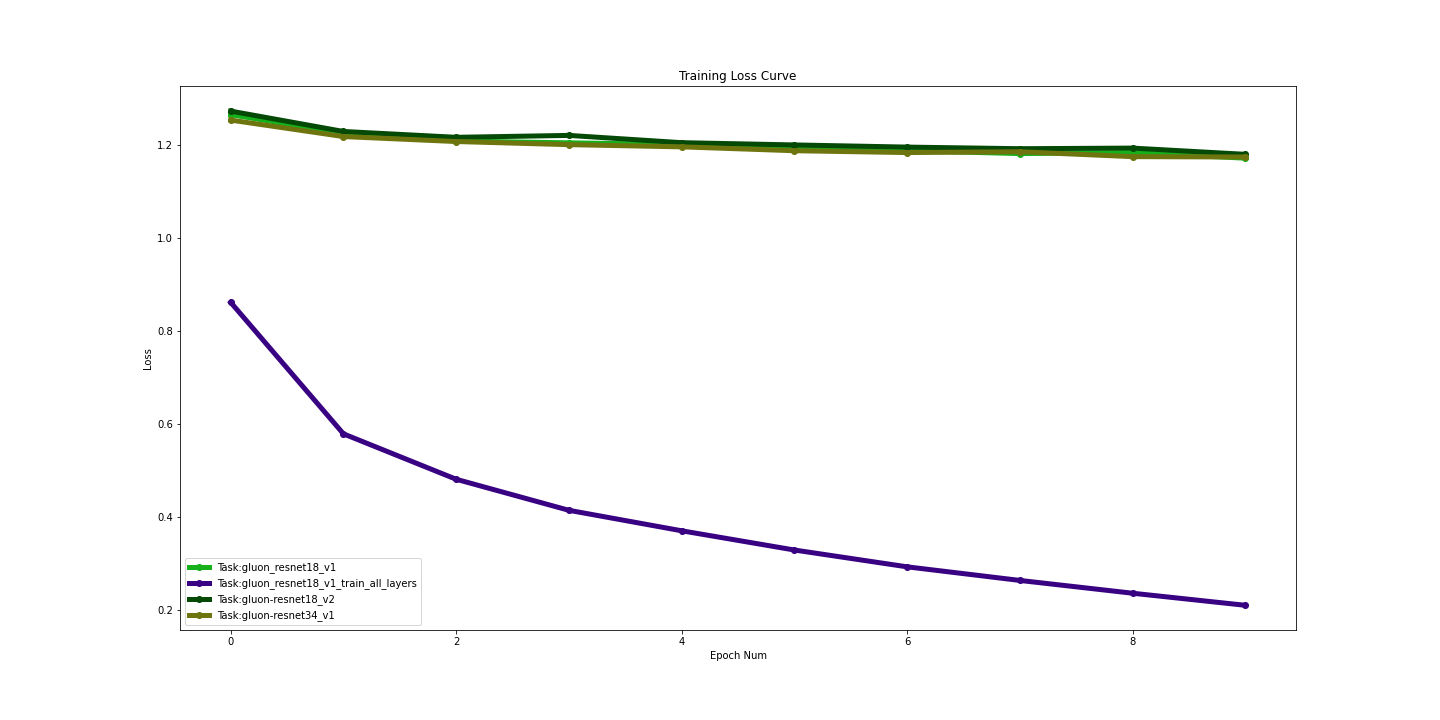 Training Loss Curve
1.2
1.0
0.8
0.6
0.4
0.2
Loss
Task:gluon_resnet18_v1
Task:gluon_resnet18_v1_train_all_layers
Task:gluon-resnet18_v2
Task:gluon-resnet34_v1
0 2 4 6 8
Epoch Num